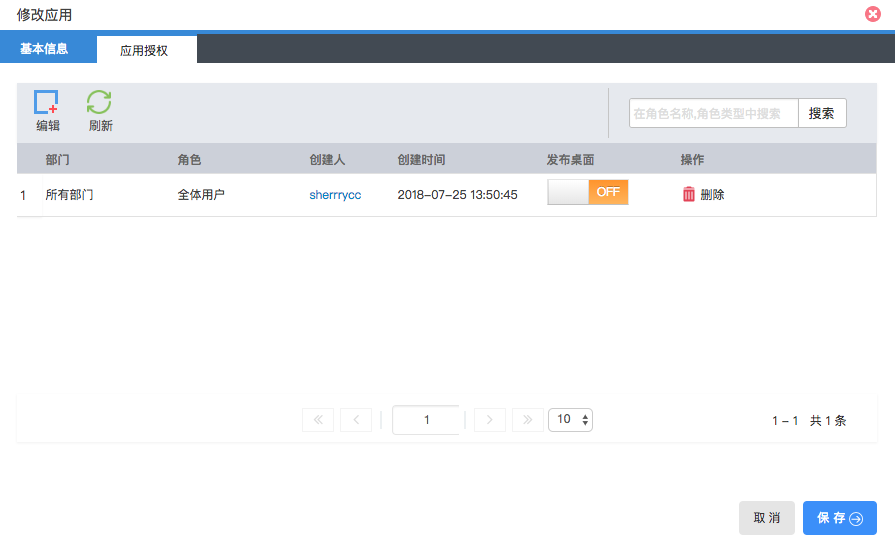 修改应用
基本信息 应用授权
编辑 刷新 在角色名称,角色类型中搜索 搜索
部门 角色 创建人 创建时间 发布桌面 操作
1 所有部门 全体用户 sherrrycc 2018-07-25 13:50:45 OFF 删除
1 10 1 - 1 共 1 条
取 消 保 存